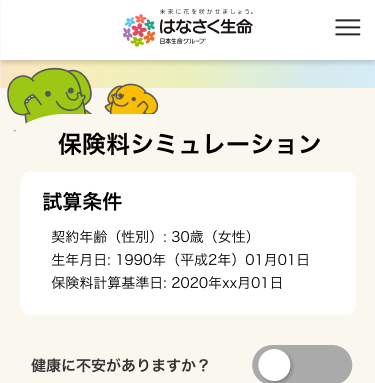 未来に花を咲かせましょう。
はなさく生命
日本生命グループ
保険料シミュレーション
試算条件
契約年齢（性別）: 30歳（女性）
生年月日: 1990年（平成2年）01月01日
保険料計算基準日: 2020年xx月01日
健康に不安がありますか？